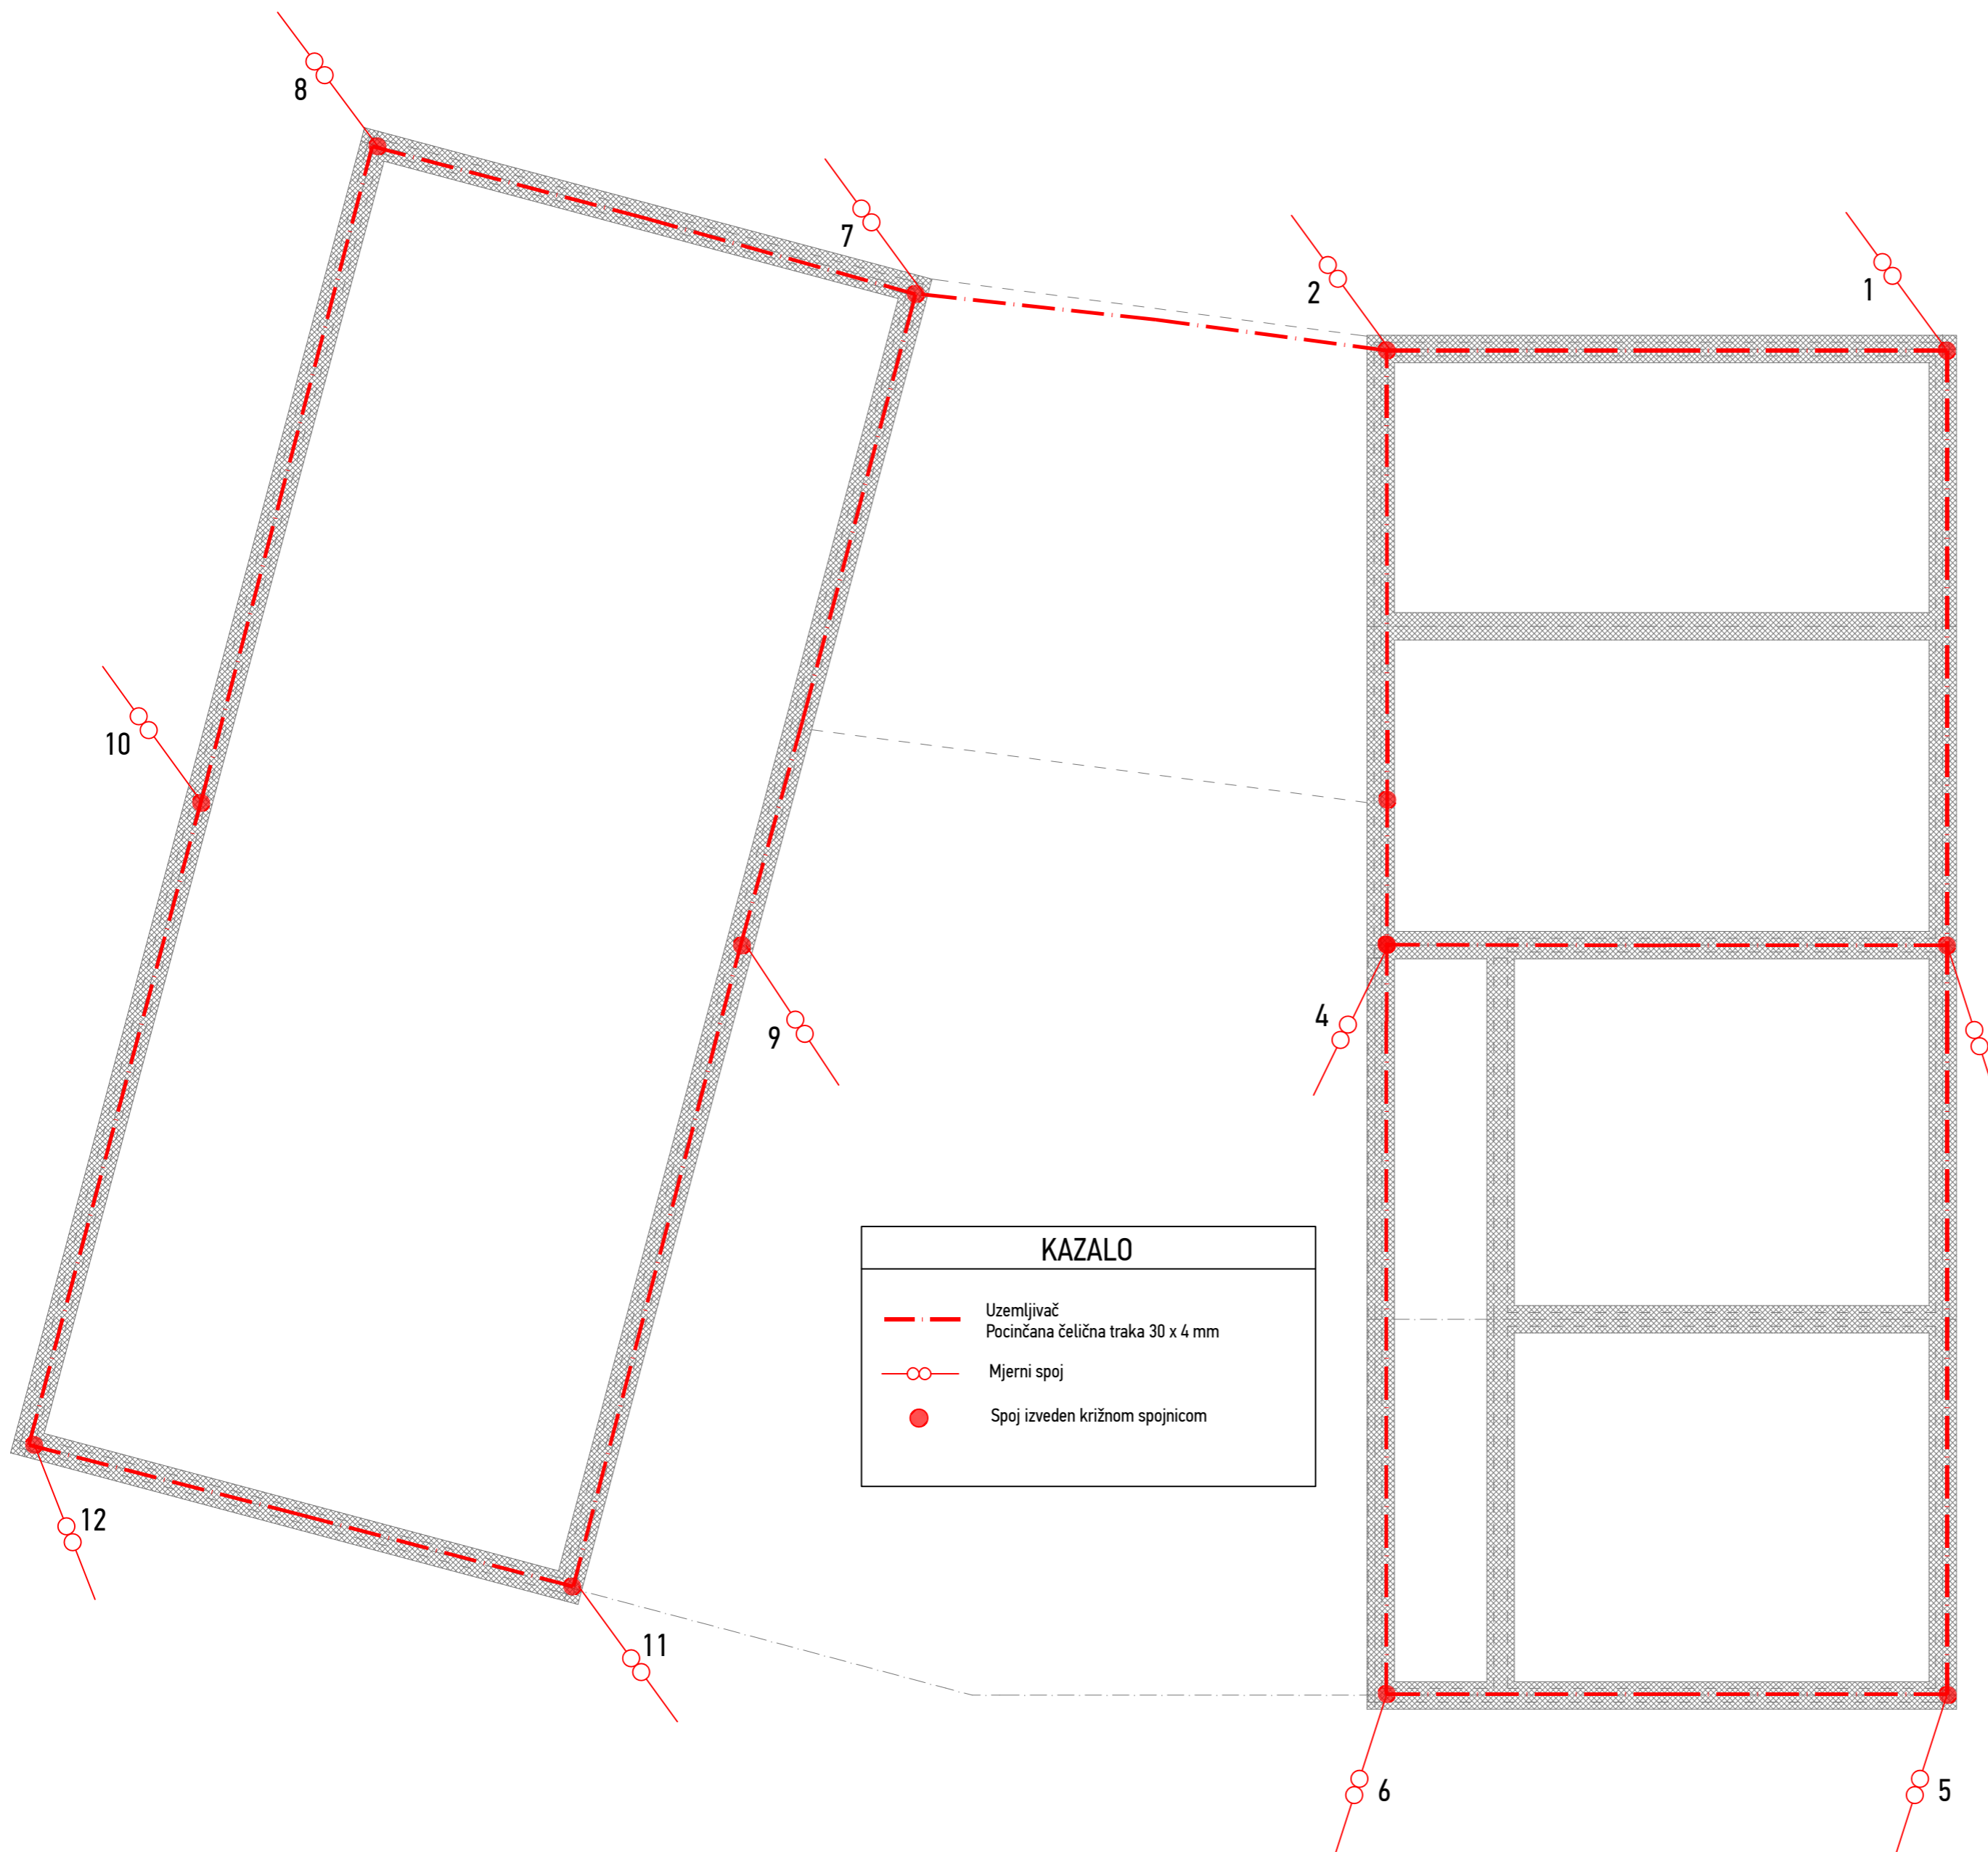 8
7
2
1
10
9
4
KAZALO
Uzemljivač
Pocinčana čelična traka 30 x 4 mm
Mjerni spoj
Spoj izveden križnom spojnicom
12
11
6
5